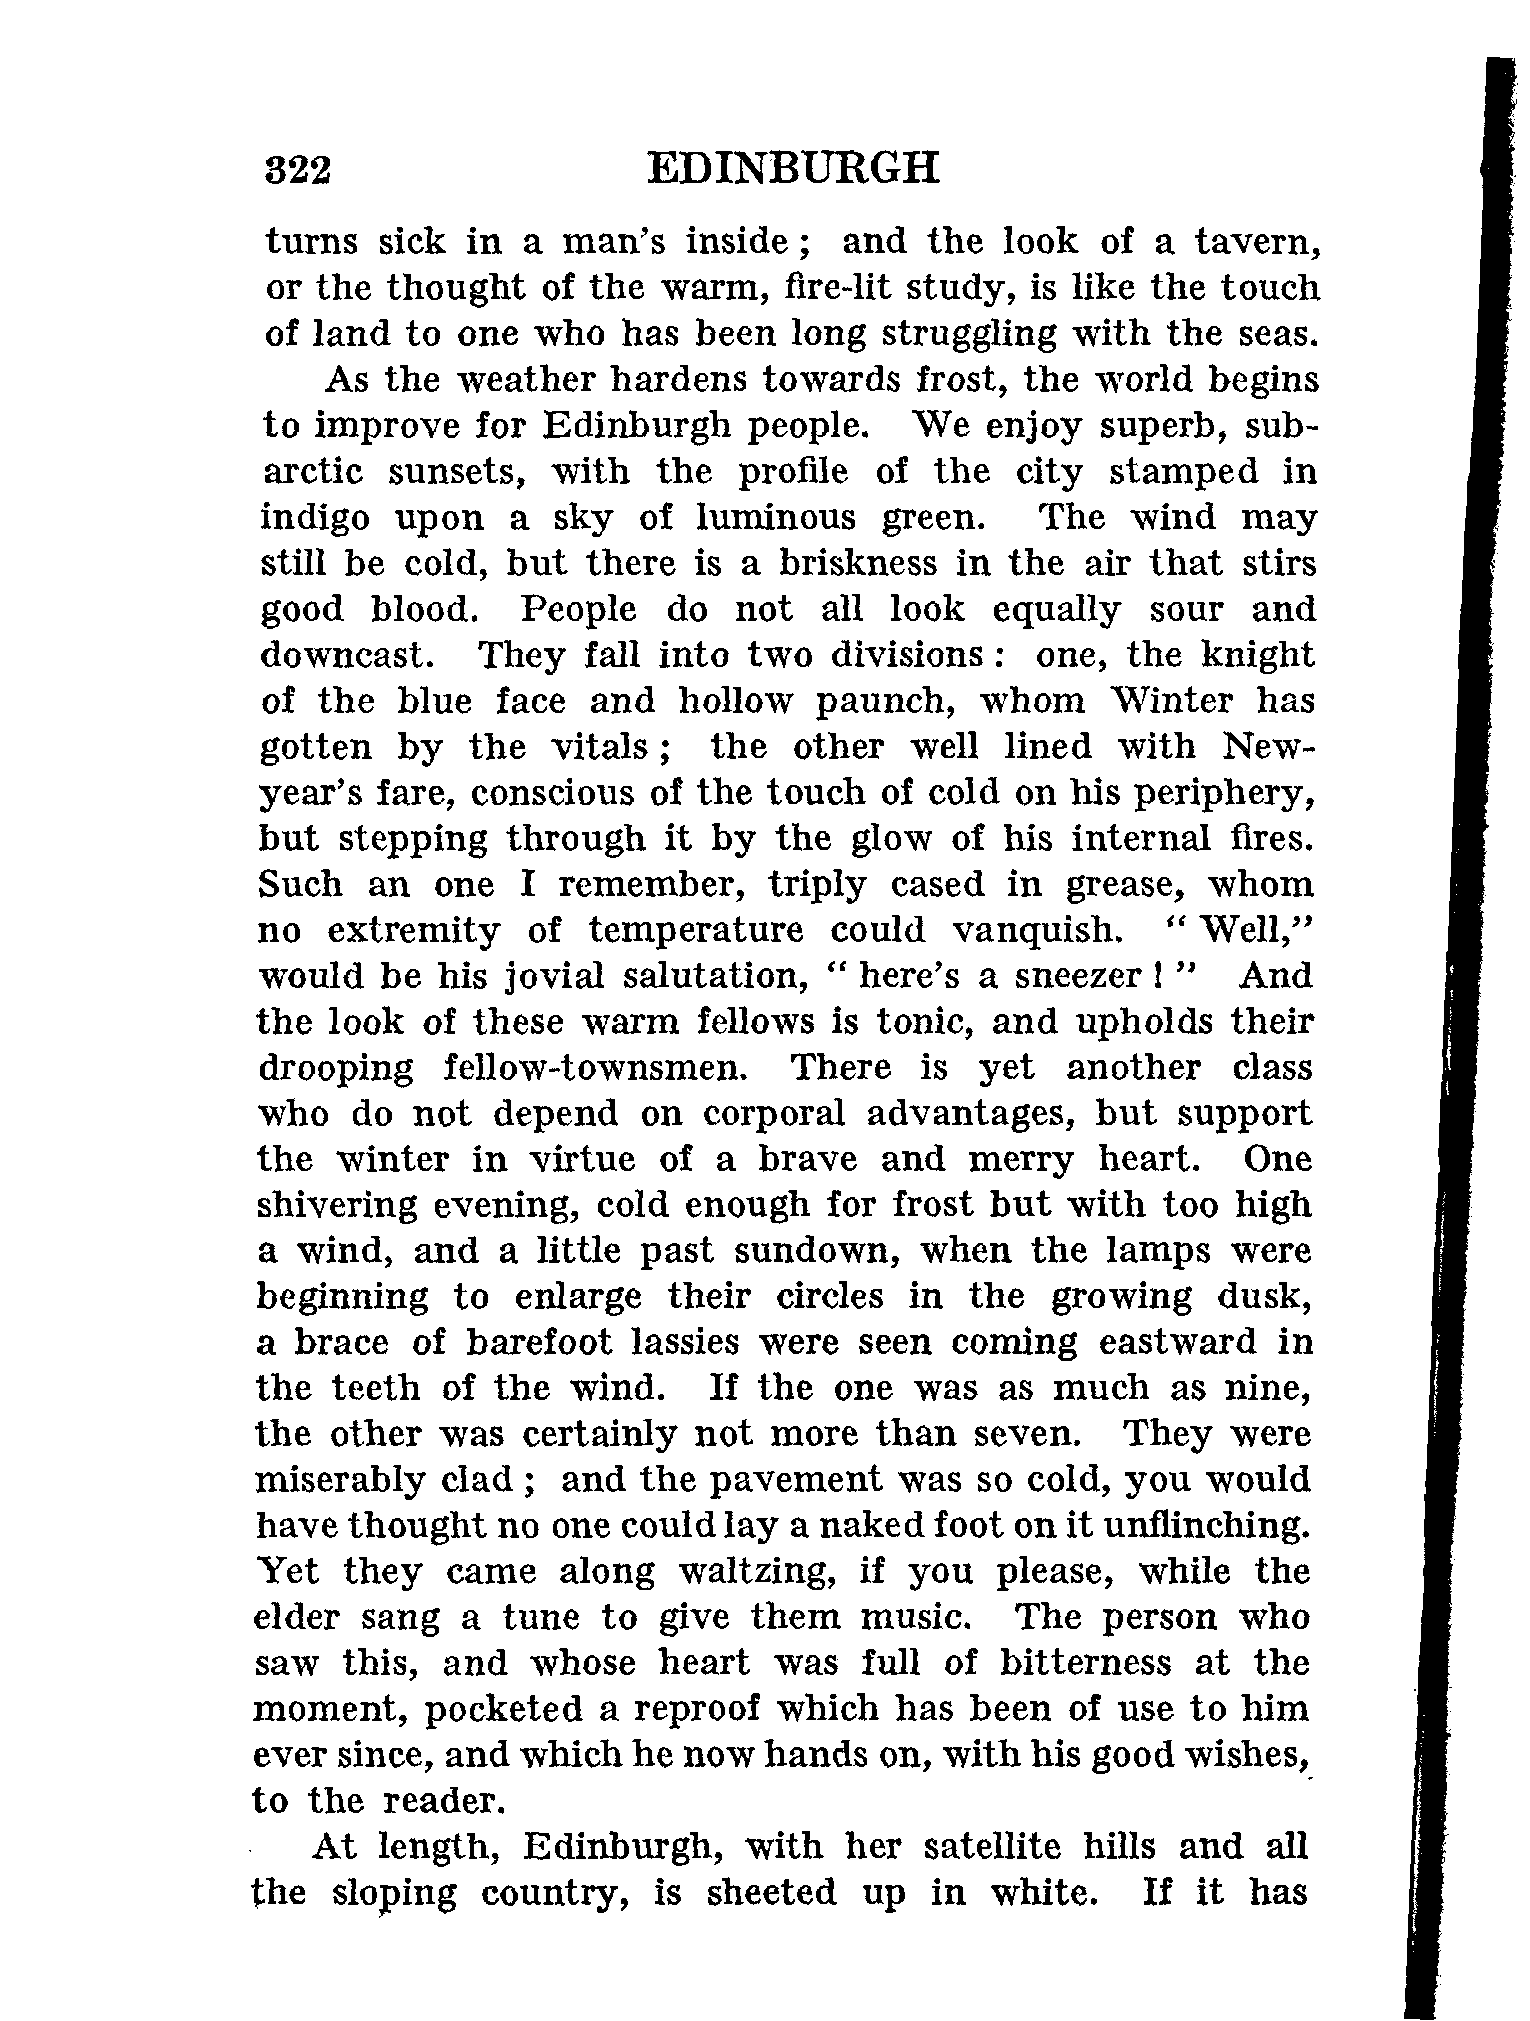 322 EDINBURGH
turns sick in a man's inside; and the look of a tavern,
or the thought of the warm, fire-lit study, is like the touch
of land to one who has been long struggling with the seas.
As the weather hardens towards frost, the world begins
to improve for Edinburgh people. We enjoy superb, sub-
arctic sunsets, with the profile of the city stamped in
indigo upon a sky of luminous green. The wind may
still be cold, but there is a briskness in the air that stirs
good blood. People do not all look equally sour and
downcast. They fall into two divisions: one, the knight
of the blue face and hollow paunch, whom Winter has
gotten by the vitals; the other well lined with New-
year's fare, conscious of the touch of cold on his periphery,
but stepping through it by the glow of his internal fires.
Such an one I remember, triply cased in grease, whom
no extremity of temperature could vanquish. "Well,"
would be his jovial salutation, "here's a sneezer!" And
the look of these warm fellows is tonic, and upholds their
drooping fellow-townsmen. There is yet another class
who do not depend on corporal advantages, but support
the winter in virtue of a brave and merry heart. One
shivering evening, cold enough for frost but with too high
a wind, and a little past sundown, when the lamps were
beginning to enlarge their circles in the growing dusk,
a brace of barefoot lassies were seen coming eastward in
the teeth of the wind. If the one was as much as nine,
the other was certainly not more than seven. They were
miserably clad; and the pavement was so cold, you would
have thought no one could lay a naked foot on it unflinching.
Yet they came along waltzing, if you please, while the
elder sang a tune to give them music. The person who
saw this, and whose heart was full of bitterness at the
moment, pocketed a reproof which has been of use to him
ever since, and which he now hands on, with his good wishes,
to the reader.
At length, Edinburgh, with her satellite hills and all
the sloping country, is sheeted up in white. If it has